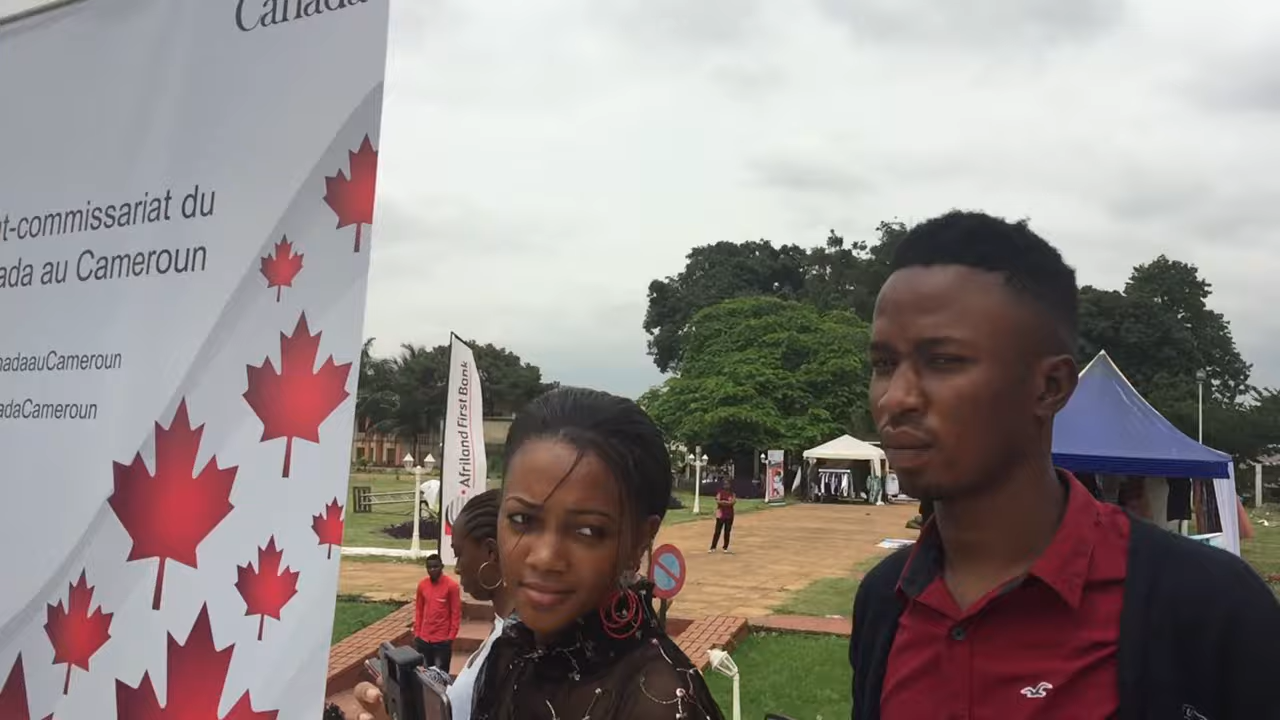 Canada
t-commissariat du
ada au Cameroun
nadaauCameroun
adaCameroun
Afriland First Bank